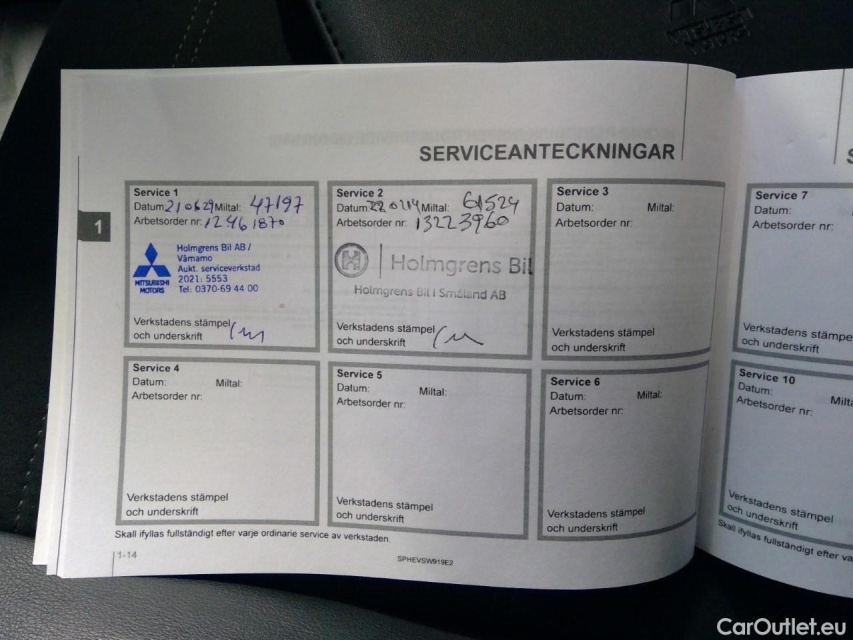 SERVICEANTECKNINGAR
1
Service 1
Datum: 210629 Miltal: 47197
Arbetsorder nr: 12461870
MITSUBISHI
MOTORS
Holmgrens Bil AB /
Värnamo
Aukt. serviceverkstad
2021: 5553
Tel: 0370-69 44 00
Verkstadens stämpel
och underskrift
Service 2
Datum: 220214 Miltal: 61524
Arbetsorder nr: 13223960
H | Holmgrens Bil
Holmgrens Bil i Småland AB
Verkstadens stämpel
och underskrift
Service 3
Datum: Miltal:
Arbetsorder nr:
Verkstadens stämpel
och underskrift
Service 4
Datum: Miltal:
Arbetsorder nr:
Verkstadens stämpel
och underskrift
Service 5
Datum: Miltal:
Arbetsorder nr:
Verkstadens stämpel
och underskrift
Service 6
Datum: Miltal:
Arbetsorder nr:
Verkstadens stämpel
och underskrift
Skall ifyllas fullständigt efter varje ordinarie service av verkstaden.
1-14
SPHEVSW919E2
S
Service 7
Datum:
Arbetsorder nr:
Verkstadens stämpe
och underskrift
Service 10
Datum: Milta
Arbetsorder nr:
Verkstadens stämpel
och underskrift
Skall ifyllas fullständigt efter va
CarOutlet.eu